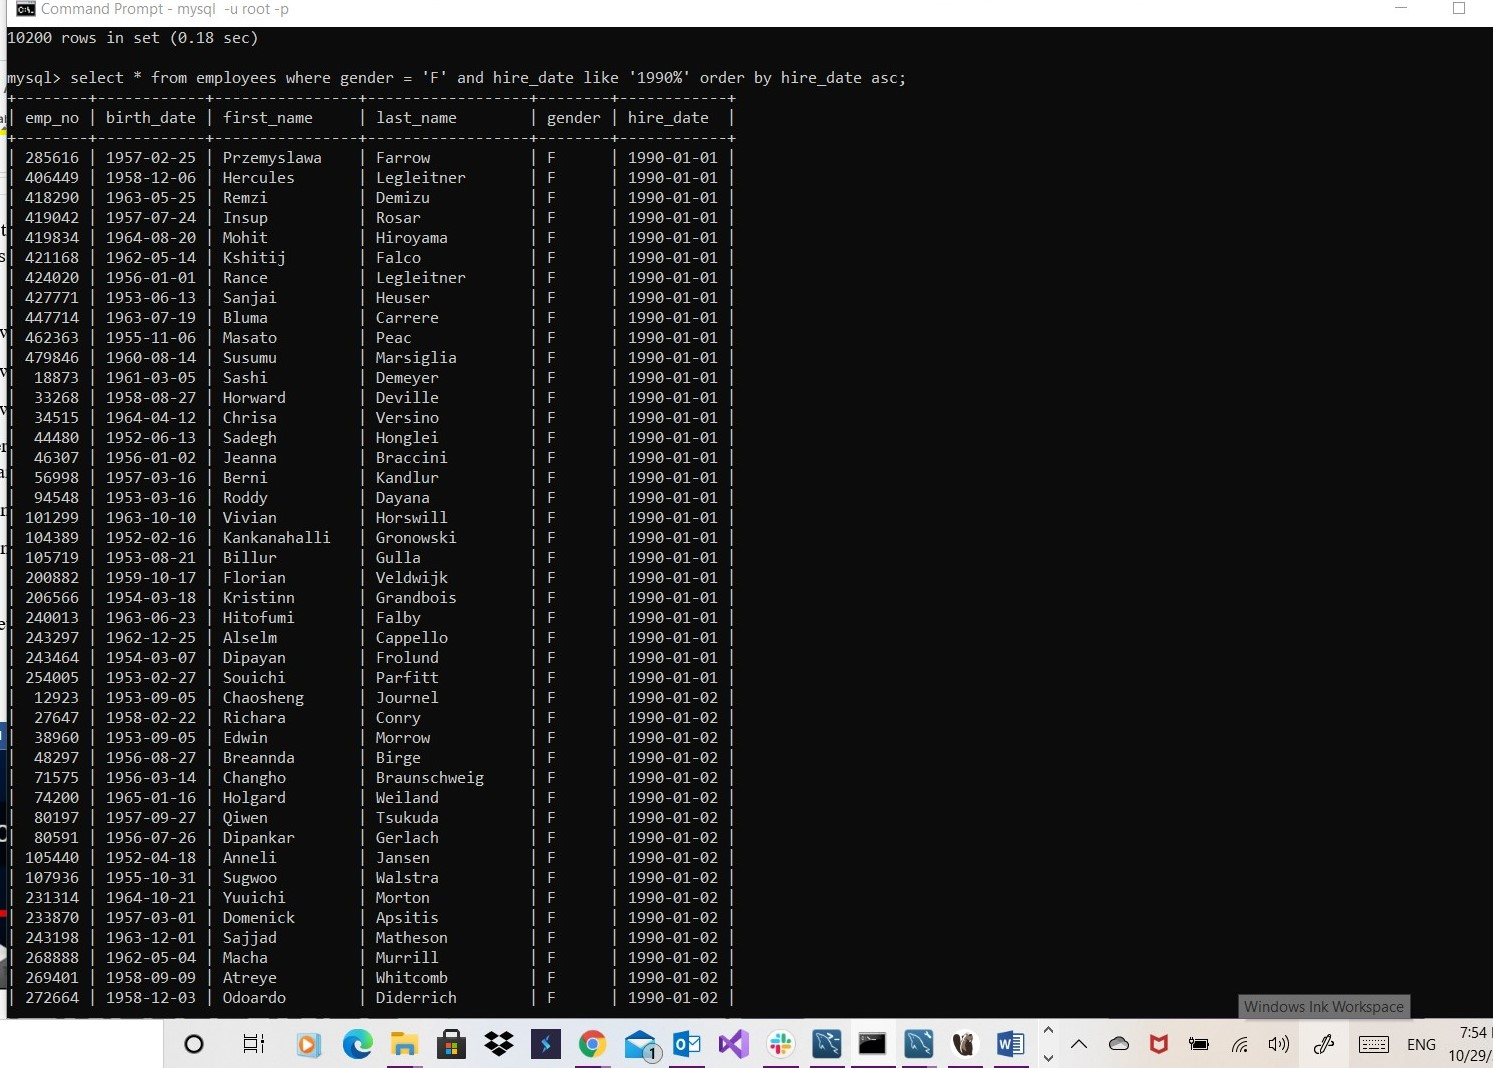 Command Prompt - mysql -u root -p
10200 rows in set (0.18 sec)
mysql> select * from employees where gender = 'F' and hire_date like '1990%' order by hire_date asc;
+--------+------------+----------------+------------------+--------+------------+
| emp_no | birth_date | first_name | last_name | gender | hire_date |
+--------+------------+----------------+------------------+--------+------------+
| 285616 | 1957-02-25 | Przemyslawa | Farrow | F | 1990-01-01 |
| 406449 | 1958-12-06 | Hercules | Legleitner | F | 1990-01-01 |
| 418290 | 1963-05-25 | Remzi | Demizu | F | 1990-01-01 |
| 419042 | 1957-07-24 | Insup | Rosar | F | 1990-01-01 |
| 419834 | 1964-08-20 | Mohit | Hiroyama | F | 1990-01-01 |
| 421168 | 1962-05-14 | Kshitij | Falco | F | 1990-01-01 |
| 424020 | 1956-01-01 | Rance | Legleitner | F | 1990-01-01 |
| 427771 | 1953-06-13 | Sanjai | Heuser | F | 1990-01-01 |
| 447714 | 1963-07-19 | Bluma | Carrere | F | 1990-01-01 |
| 462363 | 1955-11-06 | Masato | Peac | F | 1990-01-01 |
| 479846 | 1960-08-14 | Susumu | Marsiglia | F | 1990-01-01 |
| 18873 | 1961-03-05 | Sashi | Demeyer | F | 1990-01-01 |
| 33268 | 1958-08-27 | Horward | Deville | F | 1990-01-01 |
| 34515 | 1964-04-12 | Chrisa | Versino | F | 1990-01-01 |
| 44480 | 1952-06-13 | Sadegh | Honglei | F | 1990-01-01 |
| 46307 | 1956-01-02 | Jeanna | Braccini | F | 1990-01-01 |
| 56998 | 1957-03-16 | Berni | Kandlur | F | 1990-01-01 |
| 94548 | 1953-03-16 | Roddy | Dayana | F | 1990-01-01 |
| 101299 | 1963-10-10 | Vivian | Horswill | F | 1990-01-01 |
| 104389 | 1952-02-16 | Kankanahalli | Gronowski | F | 1990-01-01 |
| 105719 | 1953-08-21 | Billur | Gulla | F | 1990-01-01 |
| 200882 | 1959-10-17 | Florian | Veldwijk | F | 1990-01-01 |
| 206566 | 1954-03-18 | Kristinn | Grandbois | F | 1990-01-01 |
| 240013 | 1963-06-23 | Hitofumi | Falby | F | 1990-01-01 |
| 243297 | 1962-12-25 | Alselm | Cappello | F | 1990-01-01 |
| 243464 | 1954-03-07 | Dipayan | Frolund | F | 1990-01-01 |
| 254005 | 1953-02-27 | Souichi | Parfitt | F | 1990-01-01 |
| 12923 | 1953-09-05 | Chaosheng | Journel | F | 1990-01-02 |
| 27647 | 1958-02-22 | Richara | Conry | F | 1990-01-02 |
| 38960 | 1953-09-05 | Edwin | Morrow | F | 1990-01-02 |
| 48297 | 1956-08-27 | Breannda | Birge | F | 1990-01-02 |
| 71575 | 1956-03-14 | Changho | Braunschweig | F | 1990-01-02 |
| 74200 | 1965-01-16 | Holgard | Weiland | F | 1990-01-02 |
| 80197 | 1957-09-27 | Qiwen | Tsukuda | F | 1990-01-02 |
| 80591 | 1956-07-26 | Dipankar | Gerlach | F | 1990-01-02 |
| 105440 | 1952-04-18 | Anneli | Jansen | F | 1990-01-02 |
| 107936 | 1955-10-31 | Sugwoo | Walstra | F | 1990-01-02 |
| 231314 | 1964-10-21 | Yuuichi | Morton | F | 1990-01-02 |
| 233870 | 1957-03-01 | Domenick | Apsitis | F | 1990-01-02 |
| 243198 | 1963-12-01 | Sajjad | Matheson | F | 1990-01-02 |
| 268888 | 1962-05-04 | Macha | Murrill | F | 1990-01-02 |
| 269401 | 1958-09-09 | Atreye | Whitcomb | F | 1990-01-02 |
| 272664 | 1958-12-03 | Odoardo | Diderrich | F | 1990-01-02 |
Windows Ink Workspace
1
ENG
7:54
10/29/